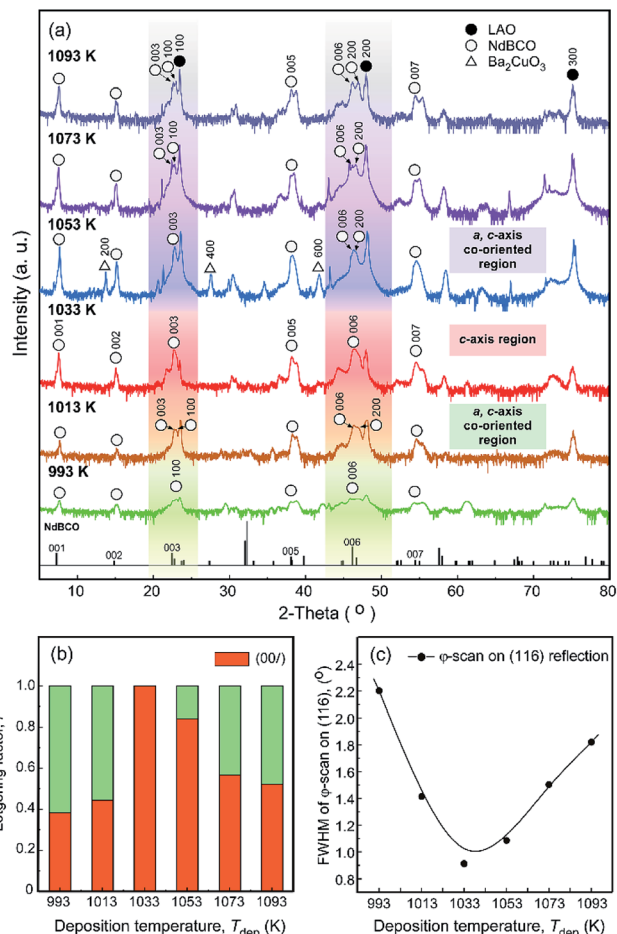 (a)
LAO
NdBCO
Ba2CuO3
1093 K
003
100
100
005
006
200
200
007
300
1073 K
003
100
006
200
1053 K
200
003
400
600
006
200
a, c-axis
co-oriented
region
1033 K
001
002
003
005
006
007
c-axis region
1013 K
003
100
006
200
a, c-axis
co-oriented
region
993 K
100
006
NdBCO
001
002
003
005
006
007
Intensity (a. u.)
10 20 30 40 50 60 70 80
2-Theta ( ° )
(b)
(00l)
1.0
0.8
0.6
0.4
0.2
0
993 1013 1033 1053 1073 1093
Deposition temperature, Tdep (K)
(c)
φ-scan on (116) reflection
FWHM of φ-scan on (116), (°)
2.4
2.2
2.0
1.8
1.6
1.4
1.2
1.0
0.8
993 1013 1033 1053 1073 1093
Deposition temperature, Tdep (K)